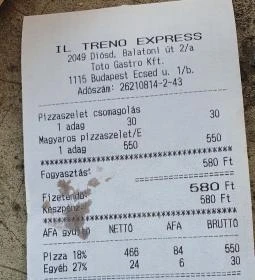 IL TRENO EXPRESS
2049 Diósd, Balatoni út 2/a
Toto Gastro Kft.
1115 Budapest Ecsed u. 1/b.
Adószám: 26210814-2-43
Pizzaszelet csomagolás
1 adag 30 30
Magyaros pizzaszelet/E
1 adag 550 550
Fogyasztás 580 Ft
Fizetendő: 580 Ft
Készpénz: 580 Ft
ÁFA gyűjtő NETTÓ ÁFA BRUTTÓ
Pizza 18% 466 84 550
Egyéb 27% 24 6 30